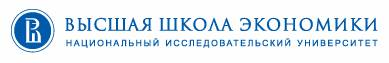 ВЫСШАЯ ШКОЛА ЭКОНОМИКИ
НАЦИОНАЛЬНЫЙ ИССЛЕДОВАТЕЛЬСКИЙ УНИВЕРСИТЕТ